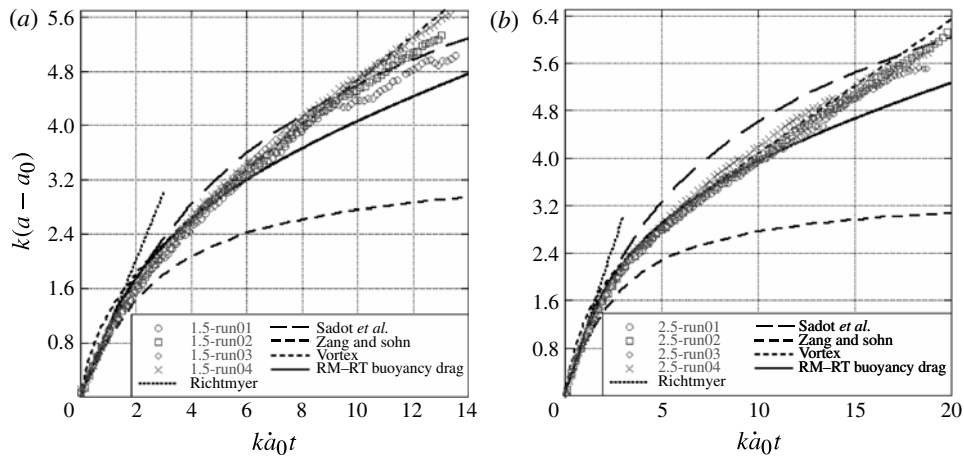 (a)
5.6
4.8
4.0
3.2
2.4
1.6
0.8
0
k(a − a0)
1.5-run01
1.5-run02
1.5-run03
1.5-run04
Richtmyer
Sadot et al.
Zang and sohn
Vortex
RM–RT buoyancy drag
2 4 6 8 10 12 14
kȧ0t
(b)
6.4
5.6
4.8
4.0
3.2
2.4
1.6
0.8
0
2.5-run01
2.5-run02
2.5-run03
2.5-run04
Richtmyer
Sadot et al.
Zang and sohn
Vortex
RM–RT buoyancy drag
5 10 15 20
kȧ0t